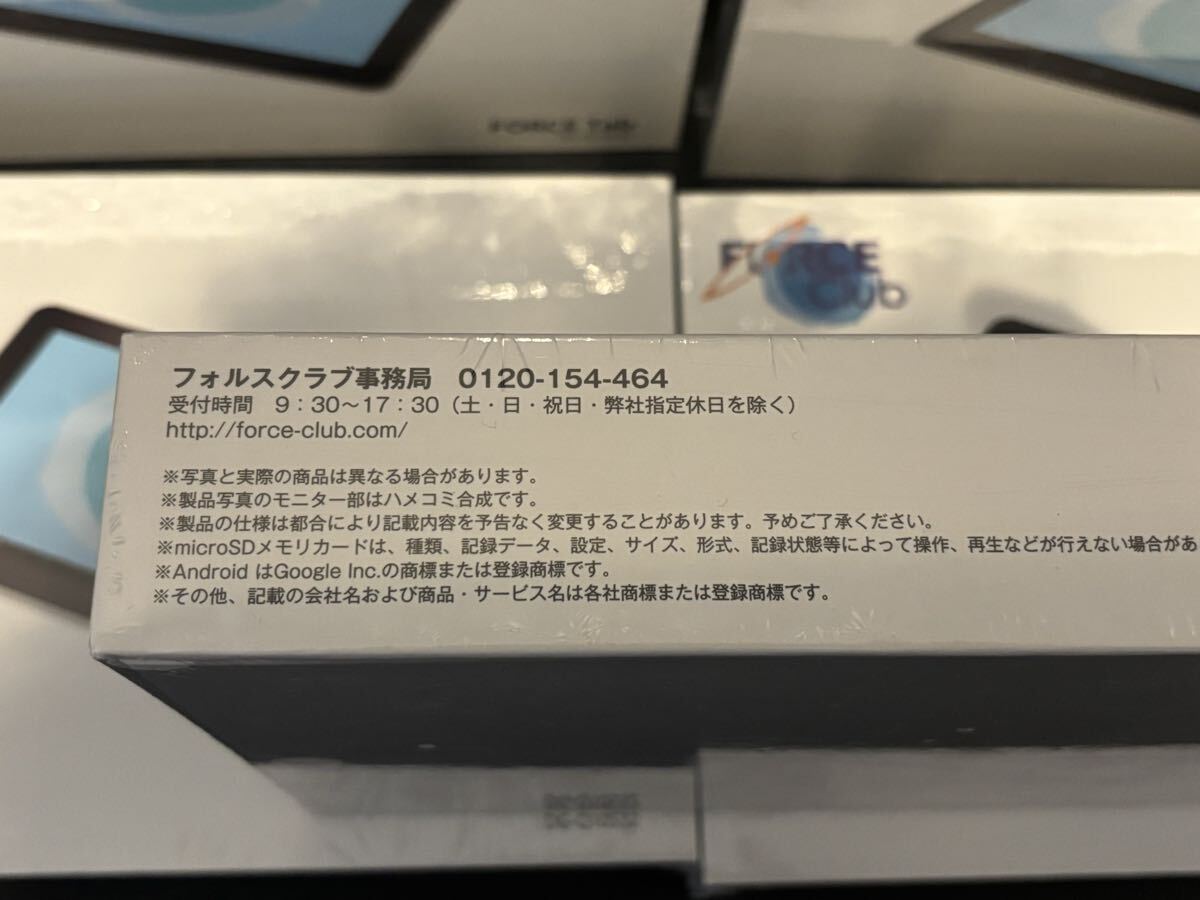 FORCE Tab
FORCE
Club
フォルスクラブ事務局 0120-154-464
受付時間 9：30〜17：30（土・日・祝日・弊社指定休日を除く）
http://force-club.com/
※写真と実際の商品は異なる場合があります。
※製品写真のモニター部はハメコミ合成です。
※製品の仕様は都合により記載内容を予告なく変更することがあります。予めご了承ください。
※microSDメモリカードは、種類、記録データ、設定、サイズ、形式、記録状態等によって操作、再生などが行えない場合があ
※Android はGoogle Inc.の商標または登録商標です。
※その他、記載の会社名および商品・サービス名は各社商標または登録商標です。